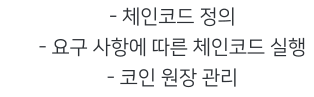 - 체인코드 정의
- 요구 사항에 따른 체인코드 실행
- 코인 원장 관리